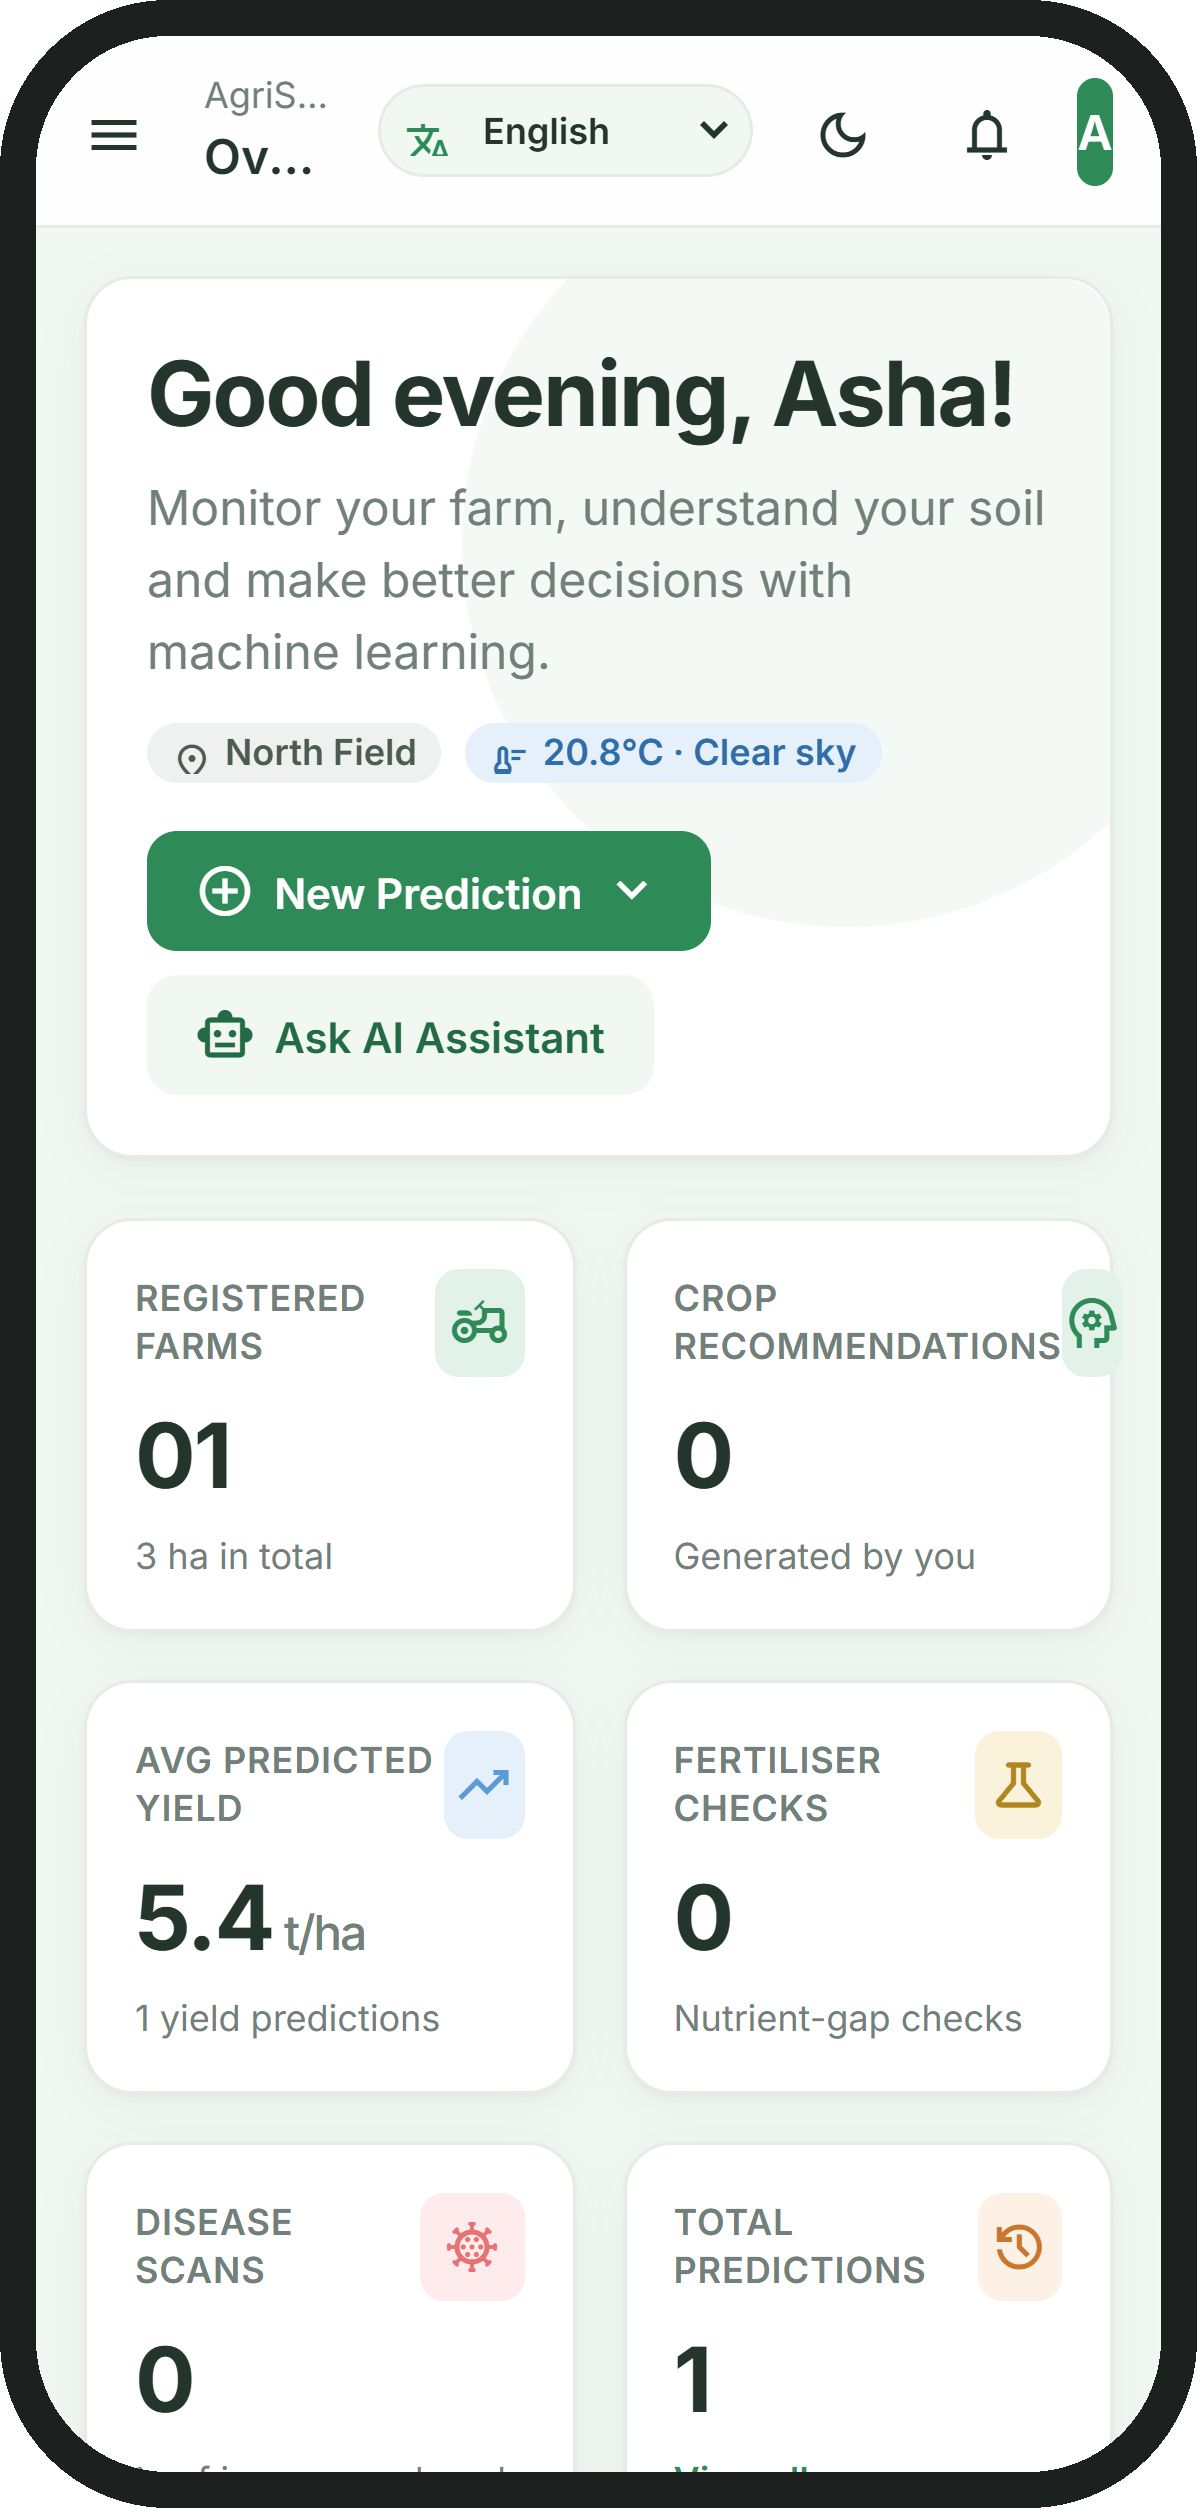 AgriS...
Ov...
English
A
Good evening, Asha!
Monitor your farm, understand your soil
and make better decisions with
machine learning.
North Field
20.8°C · Clear sky
New Prediction
Ask AI Assistant
REGISTERED
FARMS
01
3 ha in total
CROP
RECOMMENDATIONS
0
Generated by you
AVG PREDICTED
YIELD
5.4 t/ha
1 yield predictions
FERTILISER
CHECKS
0
Nutrient-gap checks
DISEASE
SCANS
0
TOTAL
PREDICTIONS
1